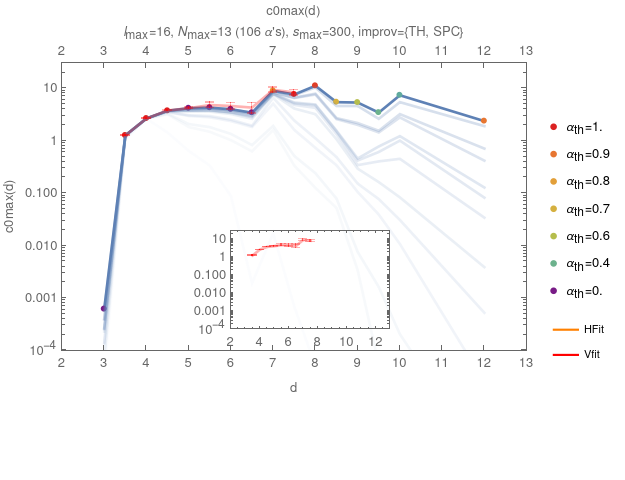 c0max(d)
lmax=16, Nmax=13 (106 α's), smax=300, improv={TH, SPC}
2 3 4 5 6 7 8 9 10 11 12 13
10
1
0.100
0.010
0.001
10⁻⁴
c0max(d)
10
1
0.100
0.010
0.001
10⁻⁴
2 4 6 8 10 12
2 3 4 5 6 7 8 9 10 11 12 13
d
αth=1.
αth=0.9
αth=0.8
αth=0.7
αth=0.6
αth=0.4
αth=0.
HFit
Vfit